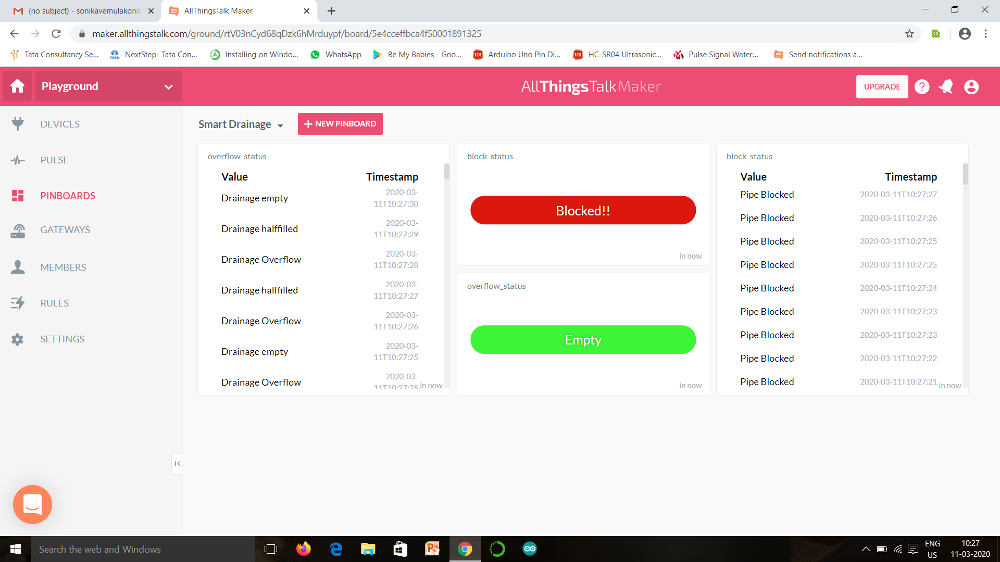 (no subject) - sonikavemulakond
AllThingsTalk Maker
maker.allthingstalk.com/ground/rtV03nCyd68qDzk6hMrduypf/board/5e4cceffbca4f50001891325
Tata Consultancy Se...
NextStep- Tata Con...
Installing on Windo...
WhatsApp
Be My Babies - Goo...
Arduino Uno Pin Di...
HC-SR04 Ultrasonic...
Pulse Signal Water...
Send notifications a...
Playground
AllThingsTalkMaker
UPGRADE
DEVICES
PULSE
PINBOARDS
GATEWAYS
MEMBERS
RULES
SETTINGS
Smart Drainage
NEW PINBOARD
overflow_status
Value Timestamp
Drainage empty 2020-03-
11T10:27:30
Drainage halffilled 2020-03-
11T10:27:29
Drainage Overflow 2020-03-
11T10:27:28
Drainage halffilled 2020-03-
11T10:27:27
Drainage Overflow 2020-03-
11T10:27:26
Drainage empty 2020-03-
11T10:27:25
Drainage Overflow 2020-03-
11T10:27:25 in now
block_status
Blocked!!
in now
overflow_status
Empty
in now
block_status
Value Timestamp
Pipe Blocked 2020-03-11T10:27:27
Pipe Blocked 2020-03-11T10:27:26
Pipe Blocked 2020-03-11T10:27:25
Pipe Blocked 2020-03-11T10:27:25
Pipe Blocked 2020-03-11T10:27:24
Pipe Blocked 2020-03-11T10:27:23
Pipe Blocked 2020-03-11T10:27:23
Pipe Blocked 2020-03-11T10:27:22
Pipe Blocked 2020-03-11T10:27:21 in now
Search the web and Windows
ENG
US
10:27
11-03-2020